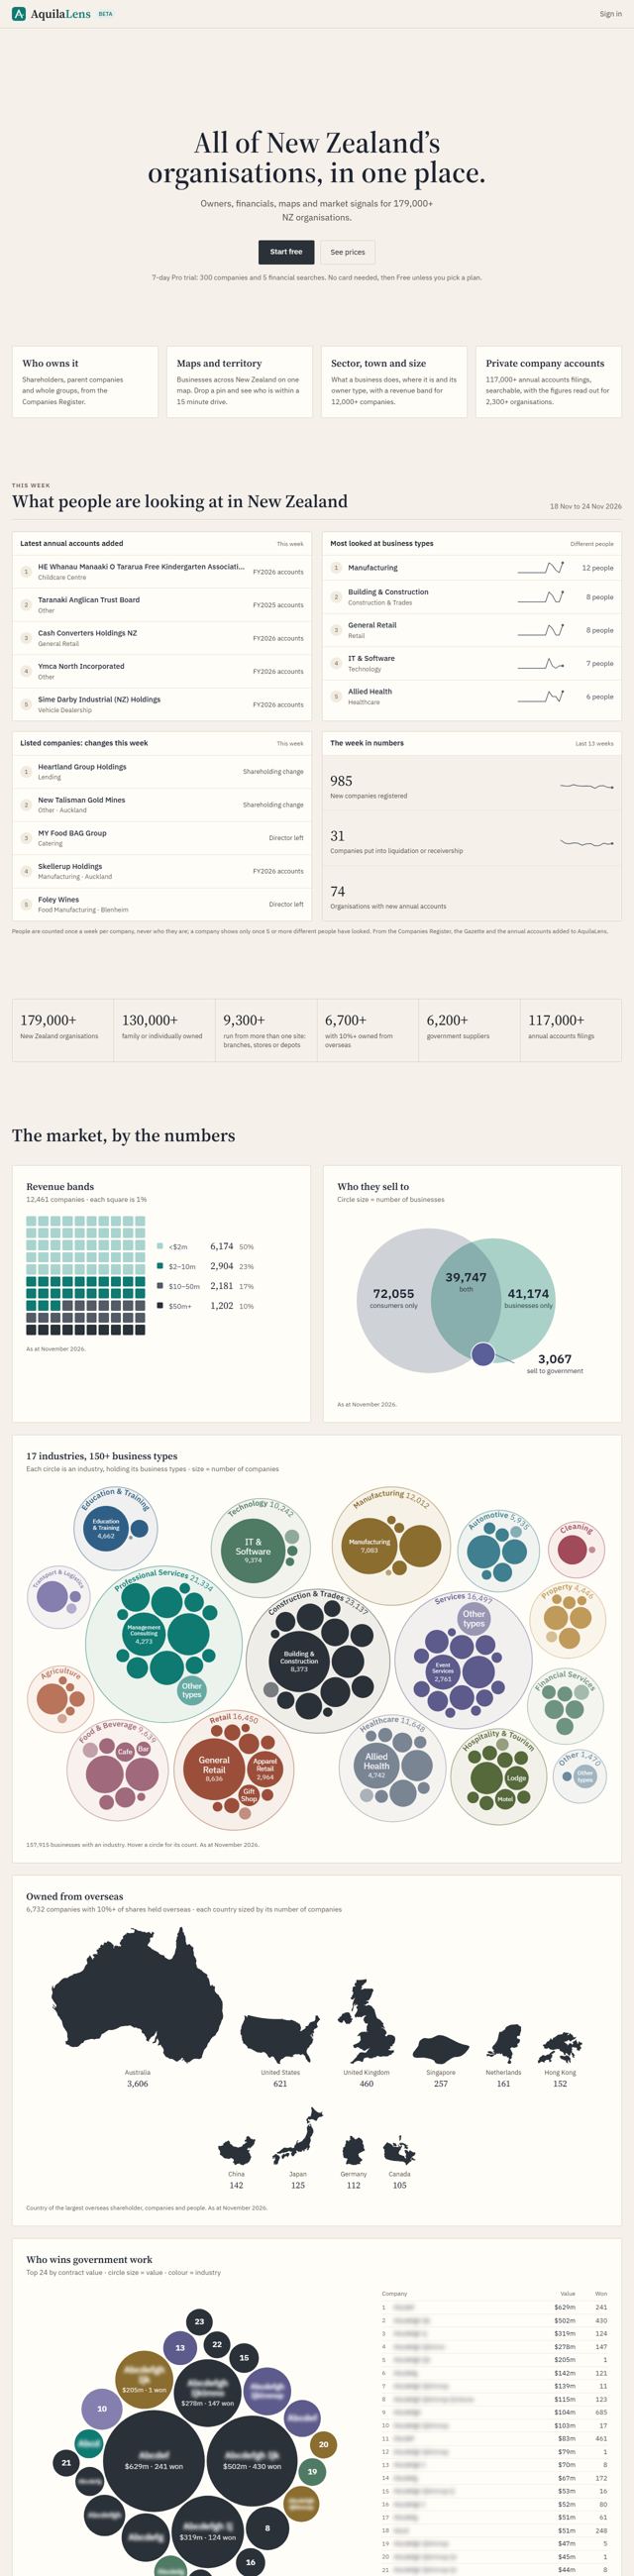 AquilaLens BETA
Sign in
All of New Zealand's
organisations, in one place.
Owners, financials, maps and market signals for 179,000+
NZ organisations.
Start free
See prices
7-day Pro trial: 300 companies and 5 financial searches. No card needed, then Free unless you pick a plan.
Who owns it
Shareholders, parent companies
and whole groups, from the
Companies Register.
Maps and territory
Businesses across New Zealand on one
map. Drop a pin and see who is within a
15 minute drive.
Sector, town and size
What a business does, where it is and its
owner type, with a revenue band for
12,000+ companies.
Private company accounts
117,000+ annual accounts filings,
searchable, with the figures read out for
2,300+ organisations.
THIS WEEK
What people are looking at in New Zealand
18 Nov to 24 Nov 2026
Latest annual accounts added
This week
1 HE Whanau Manaaki O Tararua Free Kindergarten Associati... FY2026 accounts
Childcare Centre
2 Taranaki Anglican Trust Board FY2025 accounts
Other
3 Cash Converters Holdings NZ FY2026 accounts
General Retail
4 Ymca North Incorporated FY2026 accounts
Other
5 Sime Darby Industrial (NZ) Holdings FY2026 accounts
Vehicle Dealership
Most looked at business types
Different people
1 Manufacturing 12 people
2 Building & Construction 8 people
Construction & Trades
3 General Retail 8 people
Retail
4 IT & Software 7 people
Technology
5 Allied Health 6 people
Healthcare
Listed companies: changes this week
This week
1 Heartland Group Holdings Shareholding change
Lending
2 New Talisman Gold Mines Shareholding change
Other · Auckland
3 MY Food BAG Group Director left
Catering
4 Skellerup Holdings FY2026 accounts
Manufacturing · Auckland
5 Foley Wines Director left
Food Manufacturing · Blenheim
The week in numbers
Last 13 weeks
985
New companies registered
31
Companies put into liquidation or receivership
74
Organisations with new annual accounts
People are counted once a week per company, never who they are; a company shows only once 5 or more different people have looked. From the Companies Register, the Gazette and the annual accounts added to AquilaLens.
179,000+
New Zealand organisations
130,000+
family or individually owned
9,300+
run from more than one site:
branches, stores or depots
6,700+
with 10%+ owned from
overseas
6,200+
government suppliers
117,000+
annual accounts filings
The market, by the numbers
Revenue bands
12,461 companies · each square is 1%
<$2m 6,174 50%
$2–10m 2,904 23%
$10–50m 2,181 17%
$50m+ 1,202 10%
As at November 2026.
Who they sell to
Circle size = number of businesses
72,055
consumers only
39,747
both
41,174
businesses only
3,067
sell to government
As at November 2026.
17 industries, 150+ business types
Each circle is an industry, holding its business types · size = number of companies
Education & Training
Education
& Training
4,662
Technology 10,242
IT &
Software
9,374
Manufacturing 12,012
Manufacturing
7,083
Automotive 5,935
Cleaning
Transport & Logistics
Professional Services 21,334
Management
Consulting
4,273
Other
types
Construction & Trades 23,137
Building &
Construction
8,373
Services 16,497
Other
types
Event
Services
2,761
Property 4,446
Agriculture
Financial Services
Food & Beverage 9,639
Cafe
Bar
Retail 16,450
General
Retail
8,636
Apparel
Retail
2,964
Gift
Shop
Healthcare 11,648
Allied
Health
4,742
Hospitality & Tourism
Lodge
Motel
Other 1,470
Other
types
157,915 businesses with an industry. Hover a circle for its count. As at November 2026.
Owned from overseas
6,732 companies with 10%+ of shares held overseas · each country sized by its number of companies
Australia
3,606
United States
621
United Kingdom
460
Singapore
257
Netherlands
161
Hong Kong
152
China
142
Japan
125
Germany
112
Canada
105
Country of the largest overseas shareholder, companies and people. As at November 2026.
Who wins government work
Top 24 by contract value · circle size = value · colour = industry
23
13
22
15
$205m · 1 won
$278m · 147 won
10
$629m · 241 won
$502m · 430 won
20
21
19
$319m · 124 won
8
16
Company Value Won
1 $629m 241
2 $502m 430
3 $319m 124
4 $278m 147
5 $205m 1
6 $142m 121
7 $139m 11
8 $115m 123
9 $104m 685
10 $103m 17
11 $83m 461
12 $79m 1
13 $70m 8
14 $67m 172
15 $53m 16
16 $52m 80
17 $51m 61
18 $51m 248
19 $47m 5
20 $45m 1
21 $44m 8